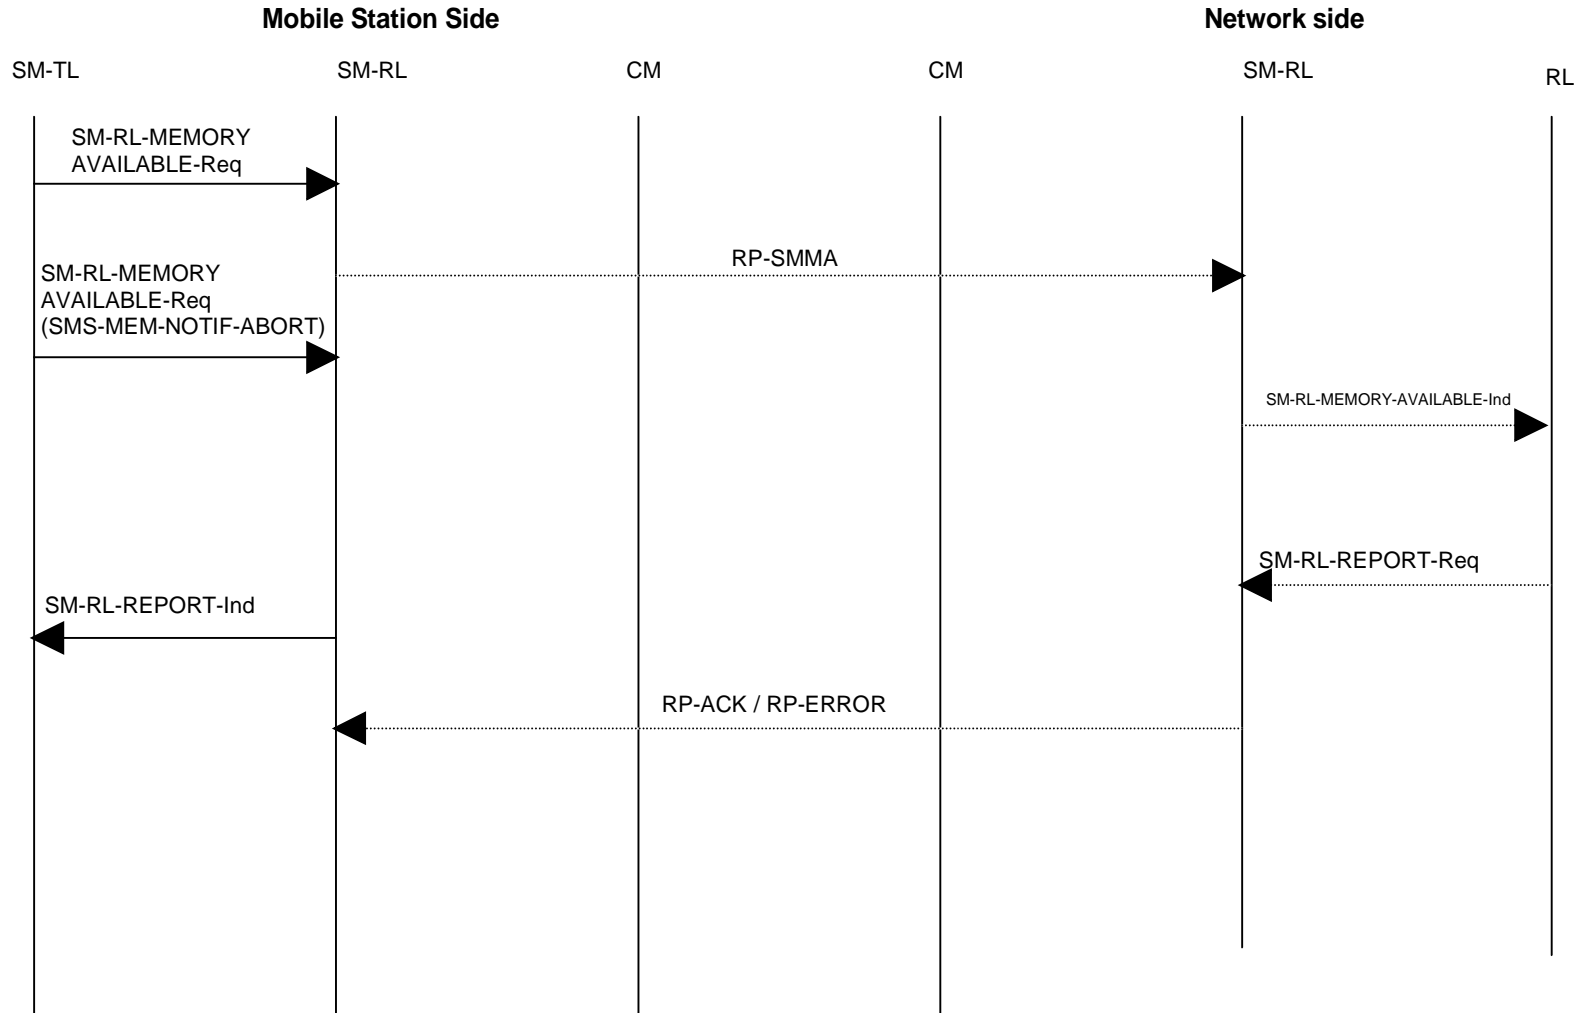 Mobile Station Side
Network side
SM-TL
SM-RL
CM
CM
SM-RL
RL
SM-RL-MEMORY
AVAILABLE-Req
RP-SMMA
SM-RL-MEMORY
AVAILABLE-Req
(SMS-MEM-NOTIF-ABORT)
SM-RL-MEMORY-AVAILABLE-Ind
SM-RL-REPORT-Req
SM-RL-REPORT-Ind
RP-ACK / RP-ERROR